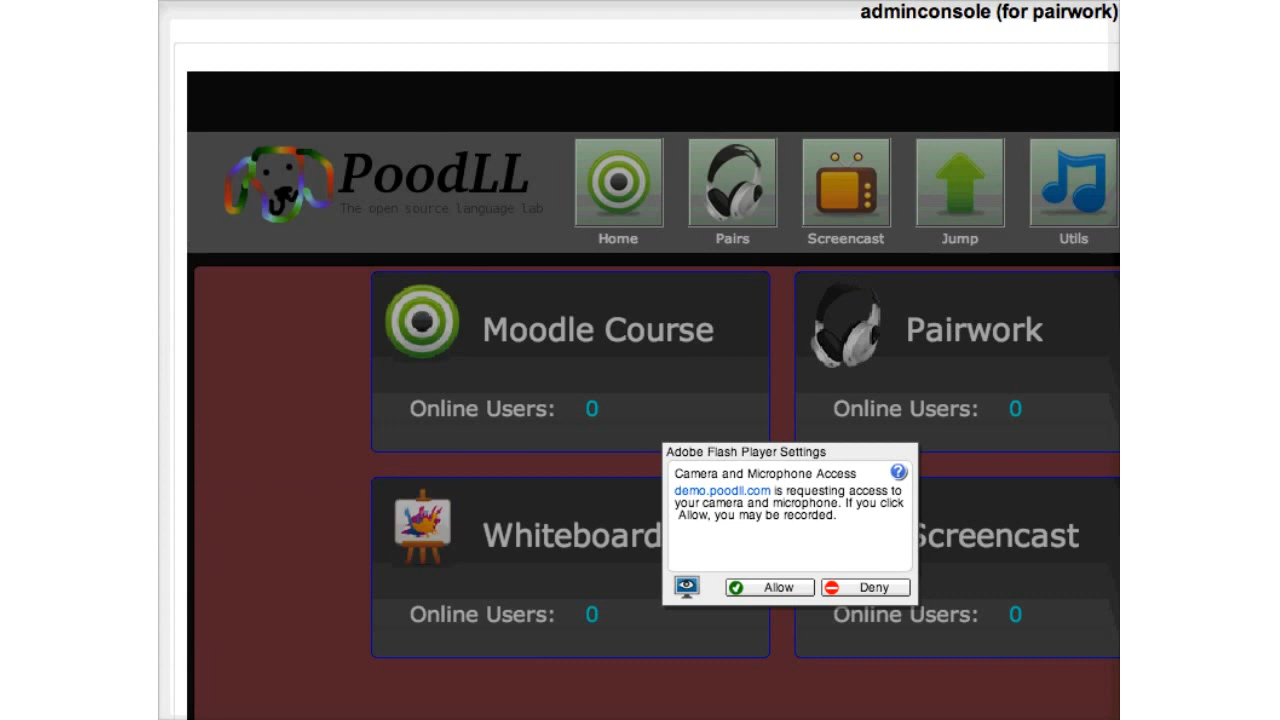 adminconsole (for pairwork)
PoodLL
The open source language lab
Home
Pairs
Screencast
Jump
Utils
Moodle Course
Online Users: 0
Pairwork
Online Users: 0
Adobe Flash Player Settings
Camera and Microphone Access
demo.poodll.com is requesting access to
your camera and microphone. If you click
Allow, you may be recorded.
Allow
Deny
Whiteboard
Online Users: 0
Screencast
Online Users: 0